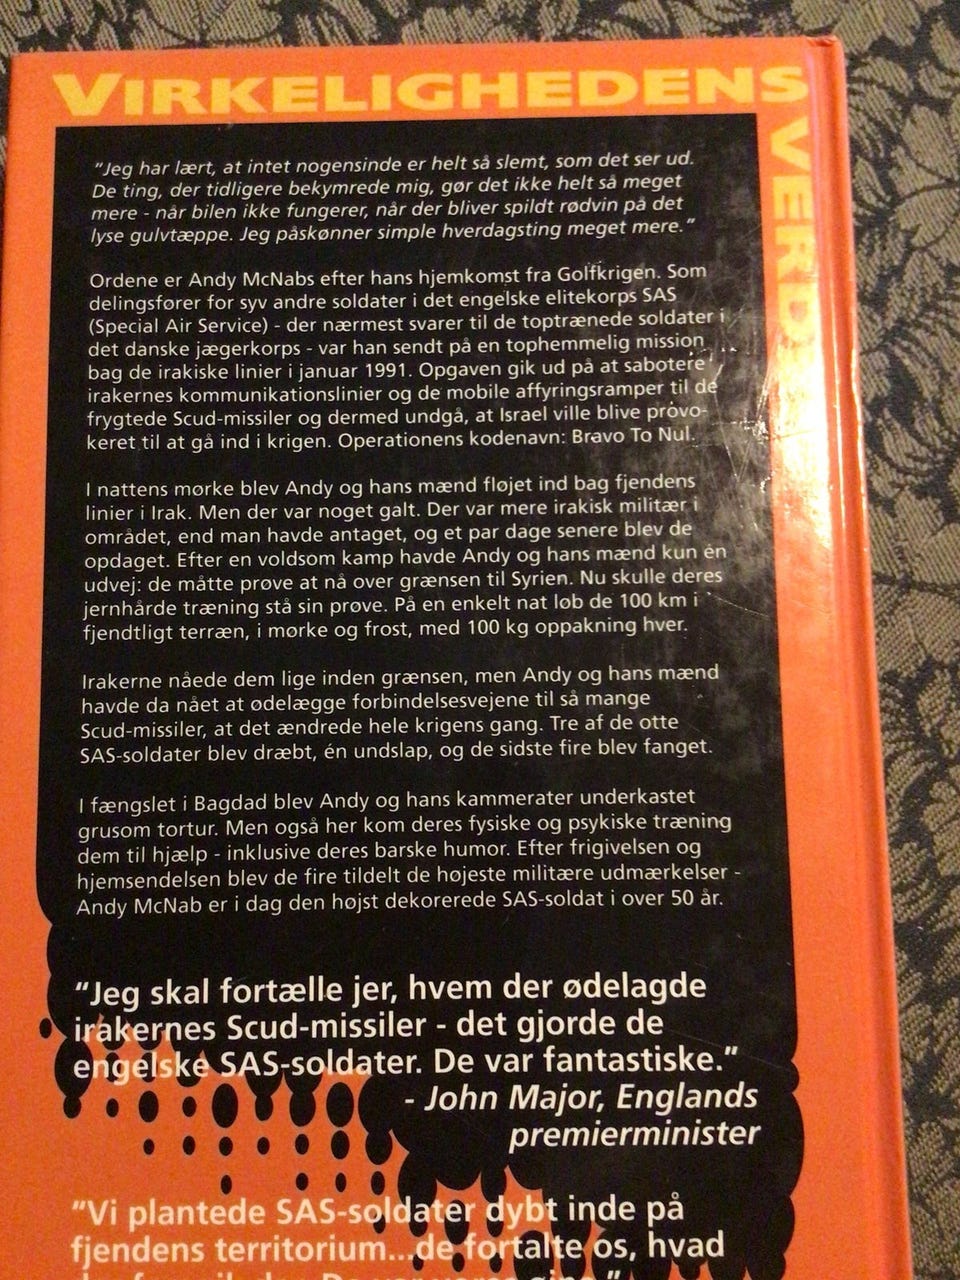 VIRKELIGHEDENS
VERD
"Jeg har lært, at intet nogensinde er helt så slemt, som det ser ud.
De ting, der tidligere bekymrede mig, gør det ikke helt så meget
mere - når bilen ikke fungerer, når der bliver spildt rødvin på det
lyse gulvtæppe. Jeg påskønner simple hverdagsting meget mere."
Ordene er Andy McNabs efter hans hjemkomst fra Golfkrigen. Som
delingsfører for syv andre soldater i det engelske elitekorps SAS
(Special Air Service) - der nærmest svarer til de toptrænede soldater i
det danske jægerkorps - var han sendt på en tophemmelig mission
bag de irakiske linier i januar 1991. Opgaven gik ud på at sabotere
irakernes kommunikationslinier og de mobile affyringsramper til de
frygtede Scud-missiler og dermed undgå, at Israel ville blive provo-
keret til at gå ind i krigen. Operationens kodenavn: Bravo To Nul.
I nattens mørke blev Andy og hans mænd fløjet ind bag fjendens
linier i Irak. Men der var noget galt. Der var mere irakisk militær i
området, end man havde antaget, og et par dage senere blev de
opdaget. Efter en voldsom kamp havde Andy og hans mænd kun én
udvej: de måtte prøve at nå over grænsen til Syrien. Nu skulle deres
jernhårde træning stå sin prøve. På en enkelt nat løb de 100 km i
fjendtligt terræn, i mørke og frost, med 100 kg oppakning hver.
Irakerne nåede dem lige inden grænsen, men Andy og hans mænd
havde da nået at ødelægge forbindelsesvejene til så mange
Scud-missiler, at det ændrede hele krigens gang. Tre af de otte
SAS-soldater blev dræbt, én undslap, og de sidste fire blev fanget.
I fængslet i Bagdad blev Andy og hans kammerater underkastet
grusom tortur. Men også her kom deres fysiske og psykiske træning
dem til hjælp - inklusive deres barske humor. Efter frigivelsen og
hjemsendelsen blev de fire tildelt de højeste militære udmærkelser -
Andy McNab er i dag den højst dekorerede SAS-soldat i over 50 år.
"Jeg skal fortælle jer, hvem der ødelagde
irakernes Scud-missiler - det gjorde de
engelske SAS-soldater. De var fantastiske."
- John Major, Englands
premierminister
"Vi plantede SAS-soldater dybt inde på
fjendens territorium...de fortalte os, hvad